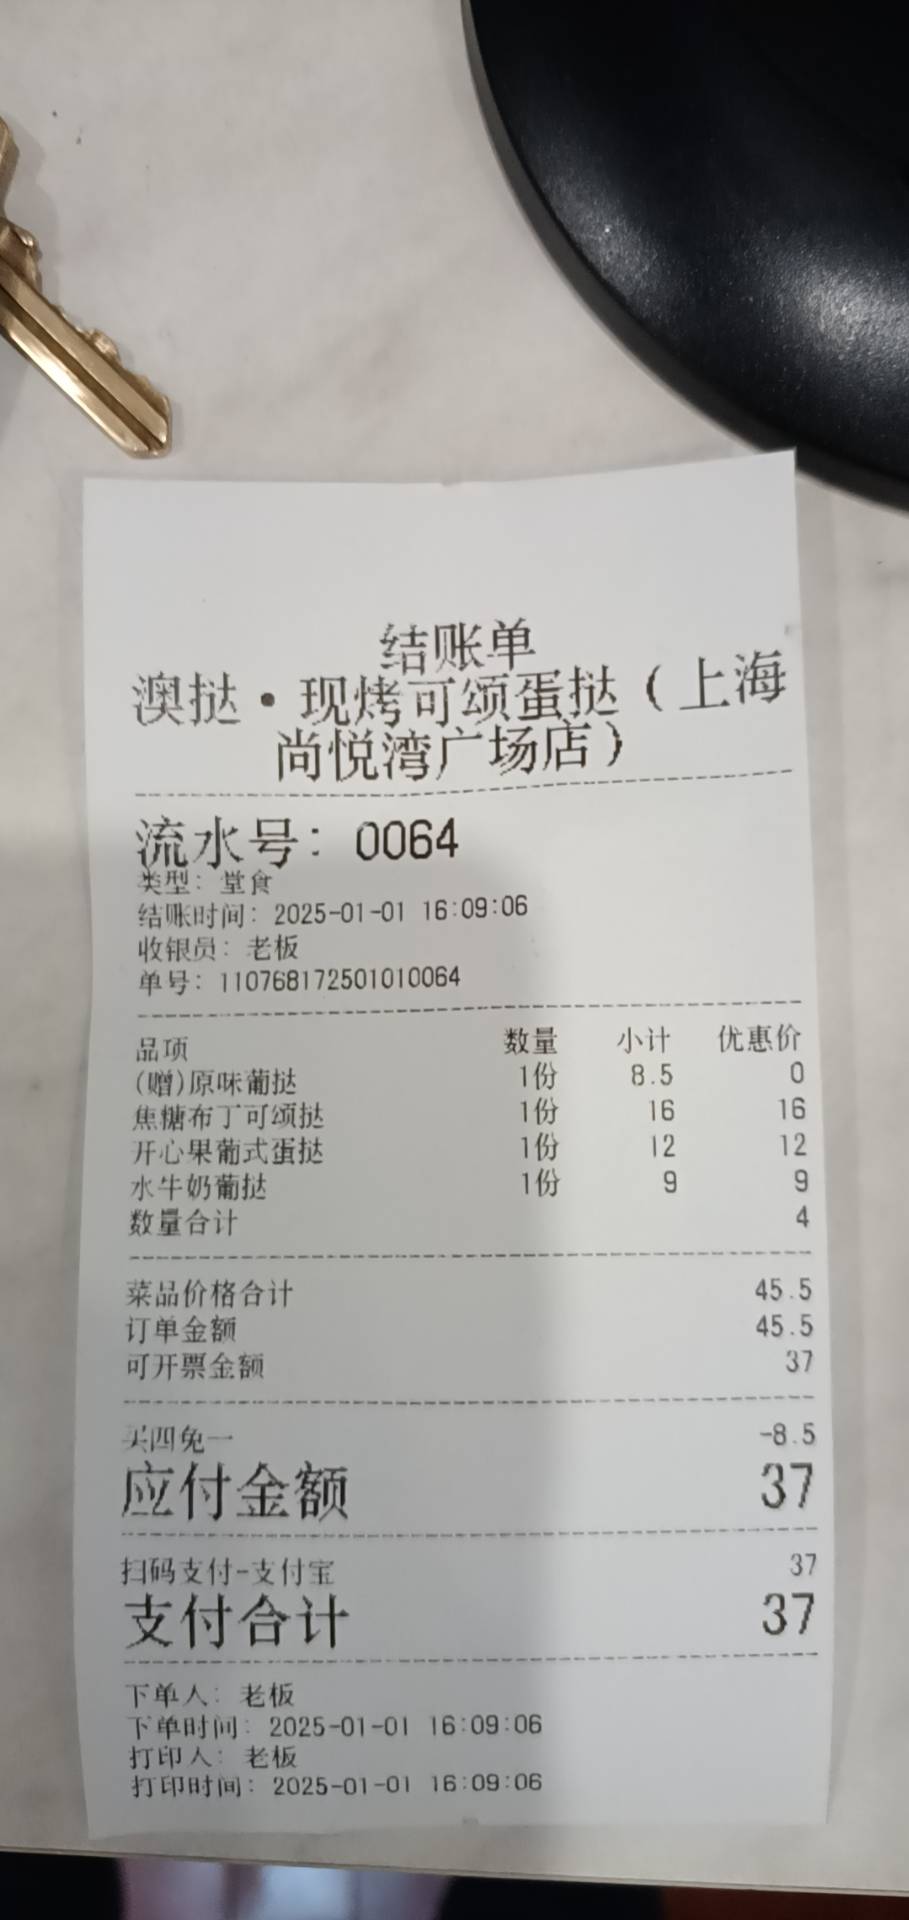 结账单
澳挞·现烤可颂蛋挞（上海
尚悦湾广场店）
流水号：0064
类型：堂食
结账时间：2025-01-01 16:09:06
收银员：老板
单号：110768172501010064
品项 数量 小计 优惠价
(赠)原味葡挞 1份 8.5 0
焦糖布丁可颂挞 1份 16 16
开心果葡式蛋挞 1份 12 12
水牛奶葡挞 1份 9 9
数量合计 4
菜品价格合计 45.5
订单金额 45.5
可开票金额 37
买四免一 -8.5
应付金额 37
扫码支付-支付宝 37
支付合计 37
下单人：老板
下单时间：2025-01-01 16:09:06
打印人：老板
打印时间：2025-01-01 16:09:06